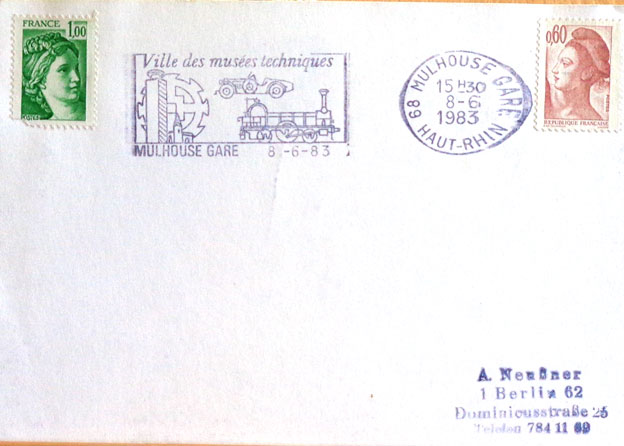 FRANCE
1,00
Ville des musées techniques
MULHOUSE GARE 8-6-83
68 MULHOUSE GARE
15 H30
8-6
1983
HAUT-RHIN
0,60
REPUBLIQUE FRANÇAISE
A. Neußner
1 Berlin 62
Dominicusstraße 25
Telefon 784 11 69